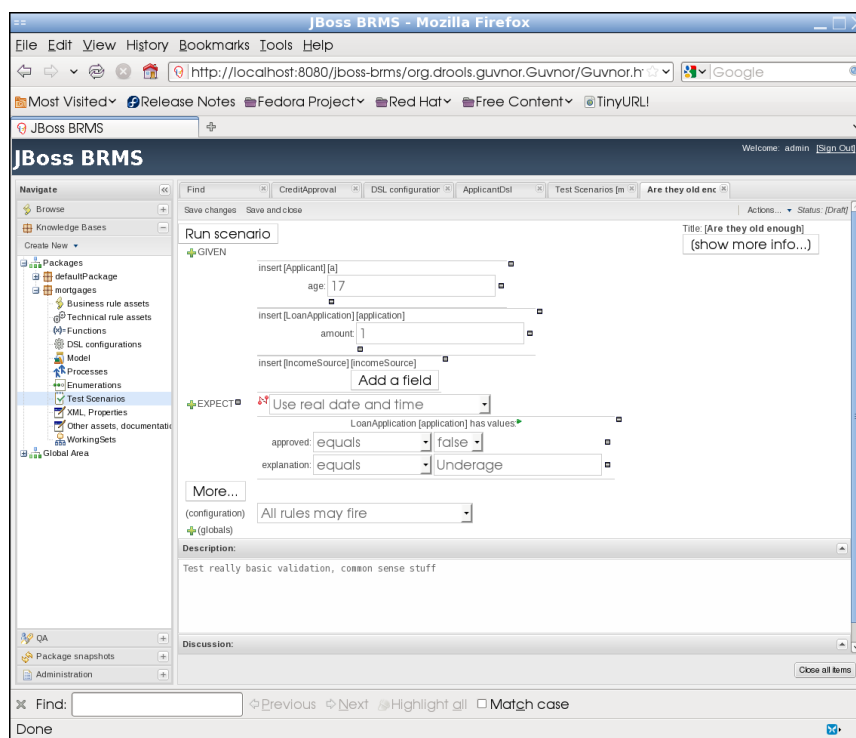 JBoss BRMS - Mozilla Firefox
File Edit View History Bookmarks Tools Help
http://localhost:8080/jboss-brms/org.drools.guvnor.Guvnor/Guvnor.h Google
Most Visited Release Notes Fedora Project Red Hat Free Content TinyURL!
JBoss BRMS
JBoss BRMS
Welcome: admin [Sign Out]
Navigate
Find CreditApproval DSL configuration ApplicantDsl Test Scenarios [m Are they old enc
Browse
Save changes Save and close Actions... Status: [Draft]
Knowledge Bases
Create New
Packages
defaultPackage
mortgages
Business rule assets
Technical rule assets
Functions
DSL configurations
Model
Processes
Enumerations
Test Scenarios
XML, Properties
Other assets, documentatic
WorkingSets
Global Area
QA
Package snapshots
Administration
Run scenario
Title: [Are they old enough]
(show more info...)
GIVEN
insert [Applicant] [a]
age: 17
insert [LoanApplication] [application]
amount: 1
insert [IncomeSource] [incomeSource]
Add a field
EXPECT Use real date and time
LoanApplication [application] has values:
approved: equals false
explanation: equals Underage
More...
(configuration) All rules may fire
(globals)
Description:
Test really basic validation, common sense stuff
Discussion:
Close all items
Find: Previous Next Highlight all Match case
Done